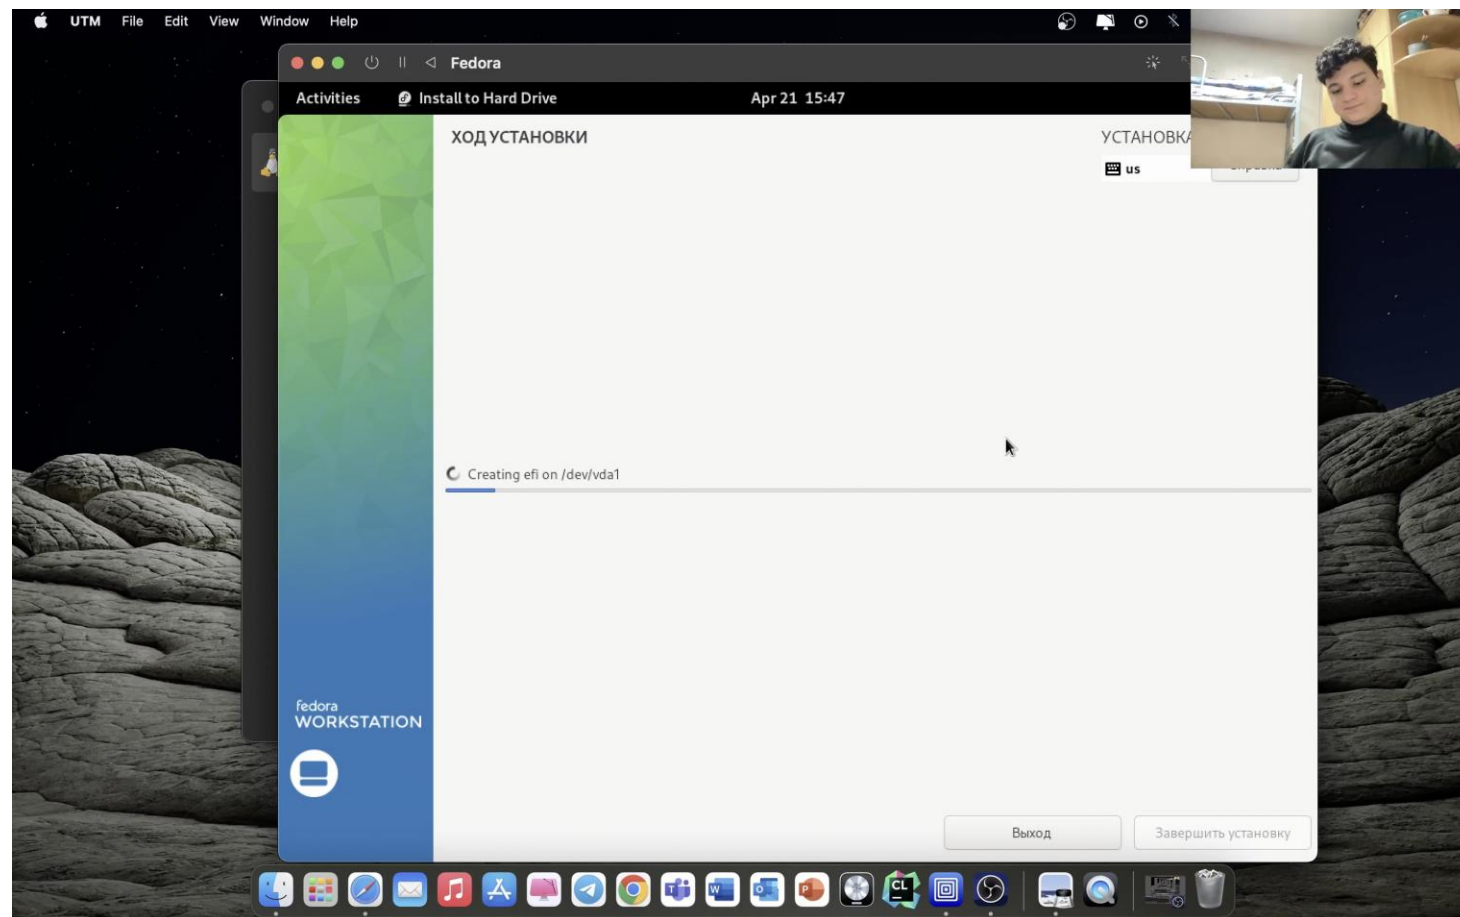 UTM File Edit View Window Help
Fedora
Activities Install to Hard Drive Apr 21 15:47
ХОД УСТАНОВКИ
УСТАНОВКА
us
Creating efi on /dev/vda1
fedora
WORKSTATION
Выход
Завершить установку
CL